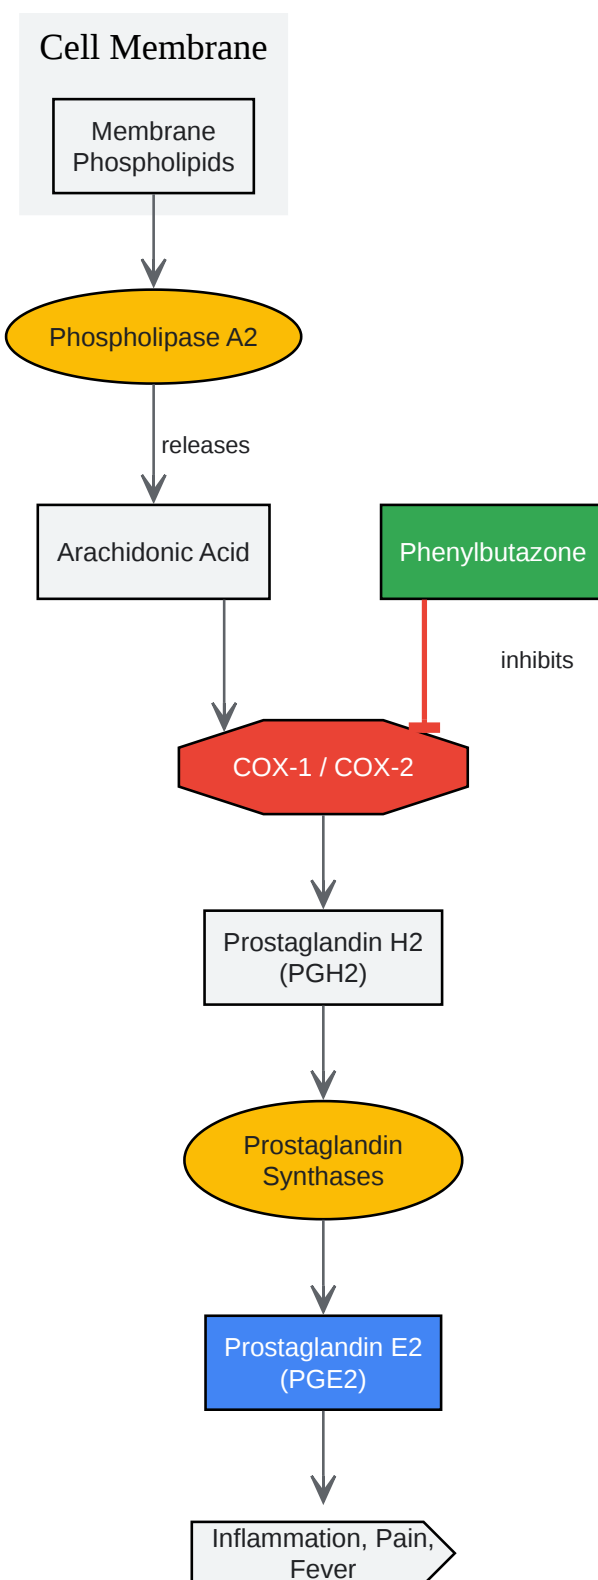 Cell Membrane
Membrane
Phospholipids
Phospholipase A2
releases
Arachidonic Acid
Phenylbutazone
inhibits
COX-1 / COX-2
Prostaglandin H2
(PGH2)
Prostaglandin
Synthases
Prostaglandin E2
(PGE2)
Inflammation, Pain,
Fever